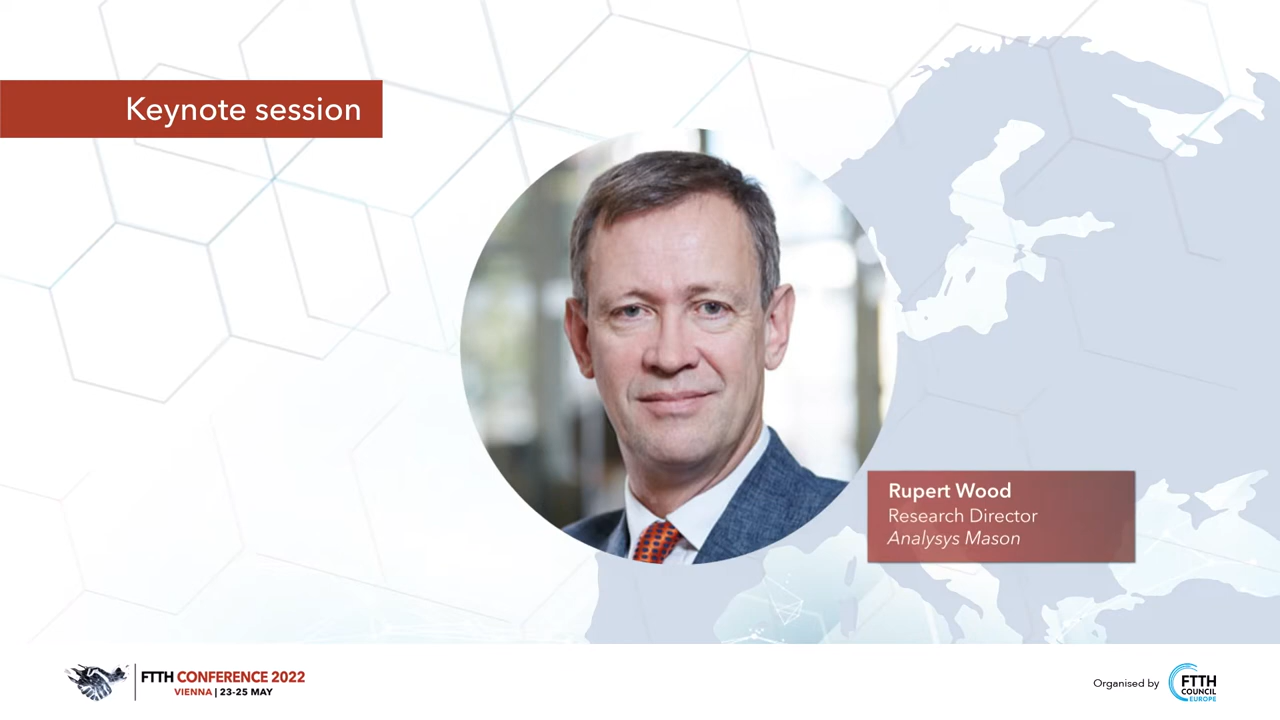 Keynote session
Rupert Wood
Research Director
Analysys Mason
FTTH CONFERENCE 2022
VIENNA | 23-25 MAY
Organised by
FTTH
COUNCIL
EUROPE